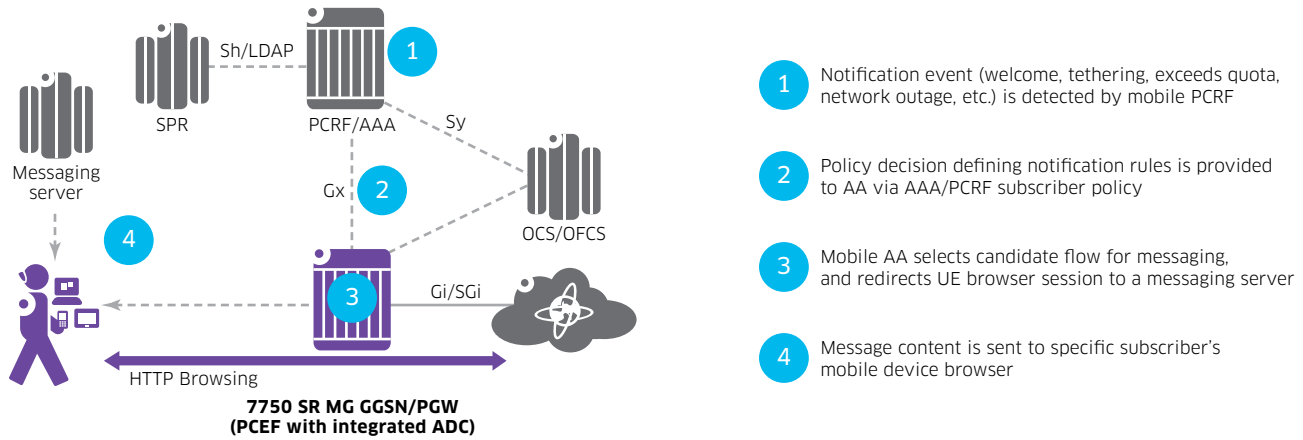 Sh/LDAP
1
SPR
PCRF/AAA
Sy
Messaging
server
Gx
2
OCS/OFCS
4
3
Gi/SGi
HTTP Browsing
7750 SR MG GGSN/PGW
(PCEF with integrated ADC)
1
Notification event (welcome, tethering, exceeds quota,
network outage, etc.) is detected by mobile PCRF
2
Policy decision defining notification rules is provided
to AA via AAA/PCRF subscriber policy
3
Mobile AA selects candidate flow for messaging,
and redirects UE browser session to a messaging server
4
Message content is sent to specific subscriber's
mobile device browser